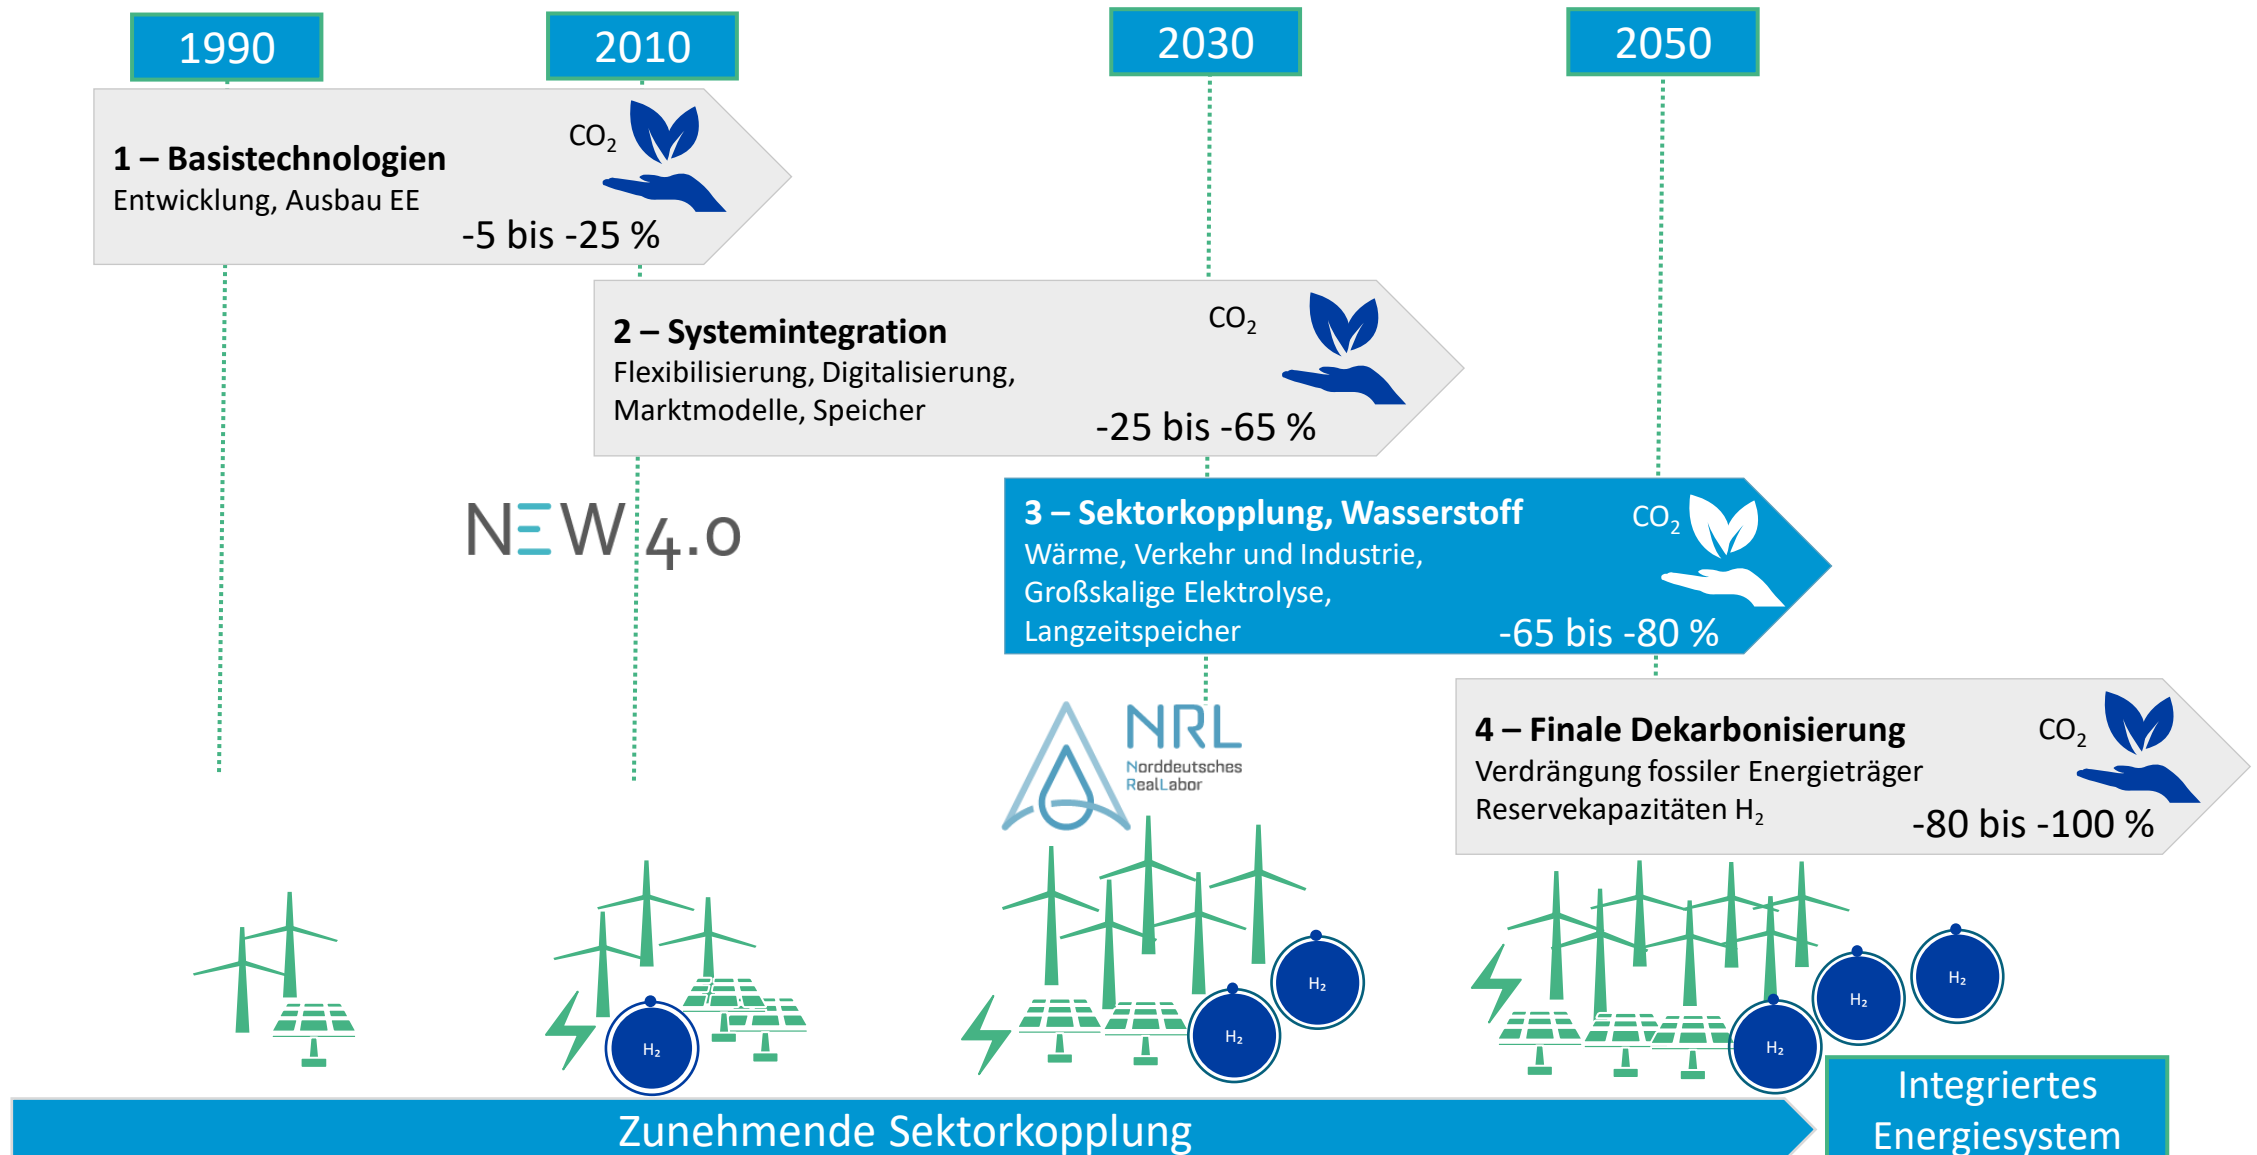 1990
2010
2030
2050
1 – Basistechnologien
Entwicklung, Ausbau EE
CO₂
-5 bis -25 %
2 – Systemintegration
Flexibilisierung, Digitalisierung,
Marktmodelle, Speicher
CO₂
-25 bis -65 %
NEW 4.0
3 – Sektorkopplung, Wasserstoff
Wärme, Verkehr und Industrie,
Großskalige Elektrolyse,
Langzeitspeicher
CO₂
-65 bis -80 %
NRL
Norddeutsches
RealLabor
4 – Finale Dekarbonisierung
Verdrängung fossiler Energieträger
Reservekapazitäten H₂
CO₂
-80 bis -100 %
H₂
H₂
H₂
H₂
H₂
H₂
Zunehmende Sektorkopplung
Integriertes
Energiesystem